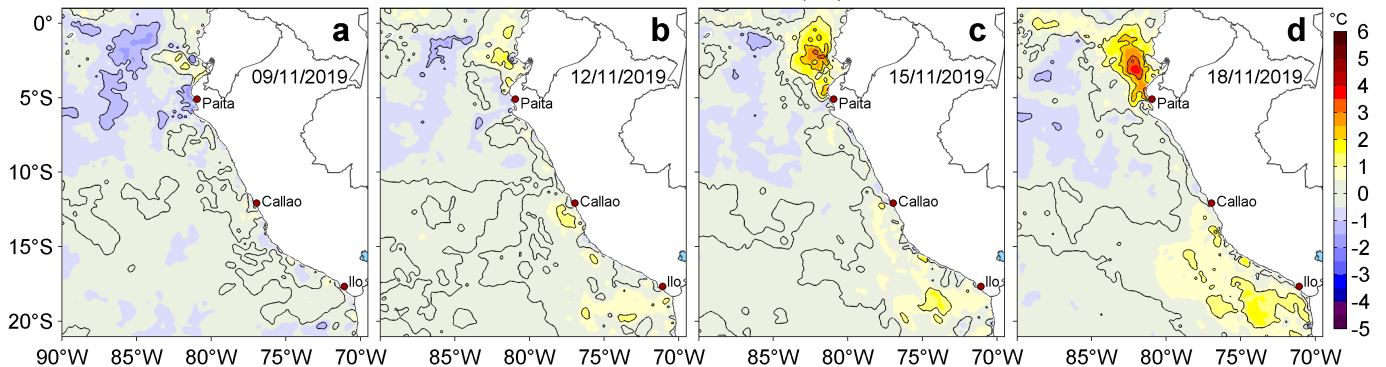 a
09/11/2019
Paita
Callao
Ilo
b
12/11/2019
Paita
Callao
Ilo
c
15/11/2019
Paita
Callao
Ilo
d
18/11/2019
Paita
Callao
Ilo
0°
5°S
10°S
15°S
20°S
90°W 85°W 80°W 75°W 70°W
85°W 80°W 75°W 70°W
85°W 80°W 75°W 70°W
85°W 80°W 75°W 70°W
°C
6
5
4
3
2
1
0
-1
-2
-3
-4
-5